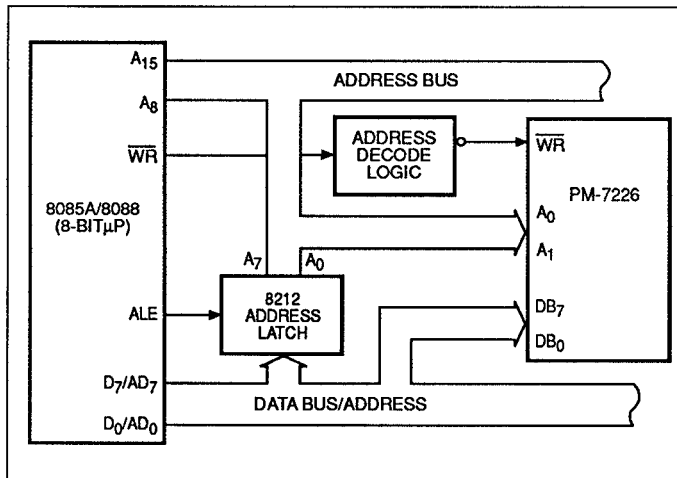 A15
ADDRESS BUS
A8
ADDRESS
DECODE
LOGIC
WR
WR
PM-7226
8085A/8088
(8-BITμP)
A0
A1
A7
A0
ALE
8212
ADDRESS
LATCH
DB7
DB0
D7/AD7
DATA BUS/ADDRESS
D0/AD0